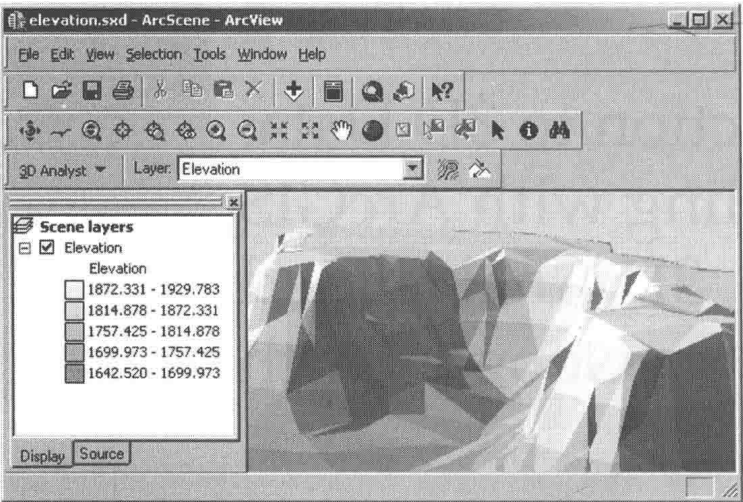 elevation.sxd - ArcScene - ArcView
File Edit View Selection Tools Window Help
3D Analyst Layer: Elevation
Scene layers
Elevation
Elevation
1872.331 - 1929.783
1814.878 - 1872.331
1757.425 - 1814.878
1699.973 - 1757.425
1642.520 - 1699.973
Display Source